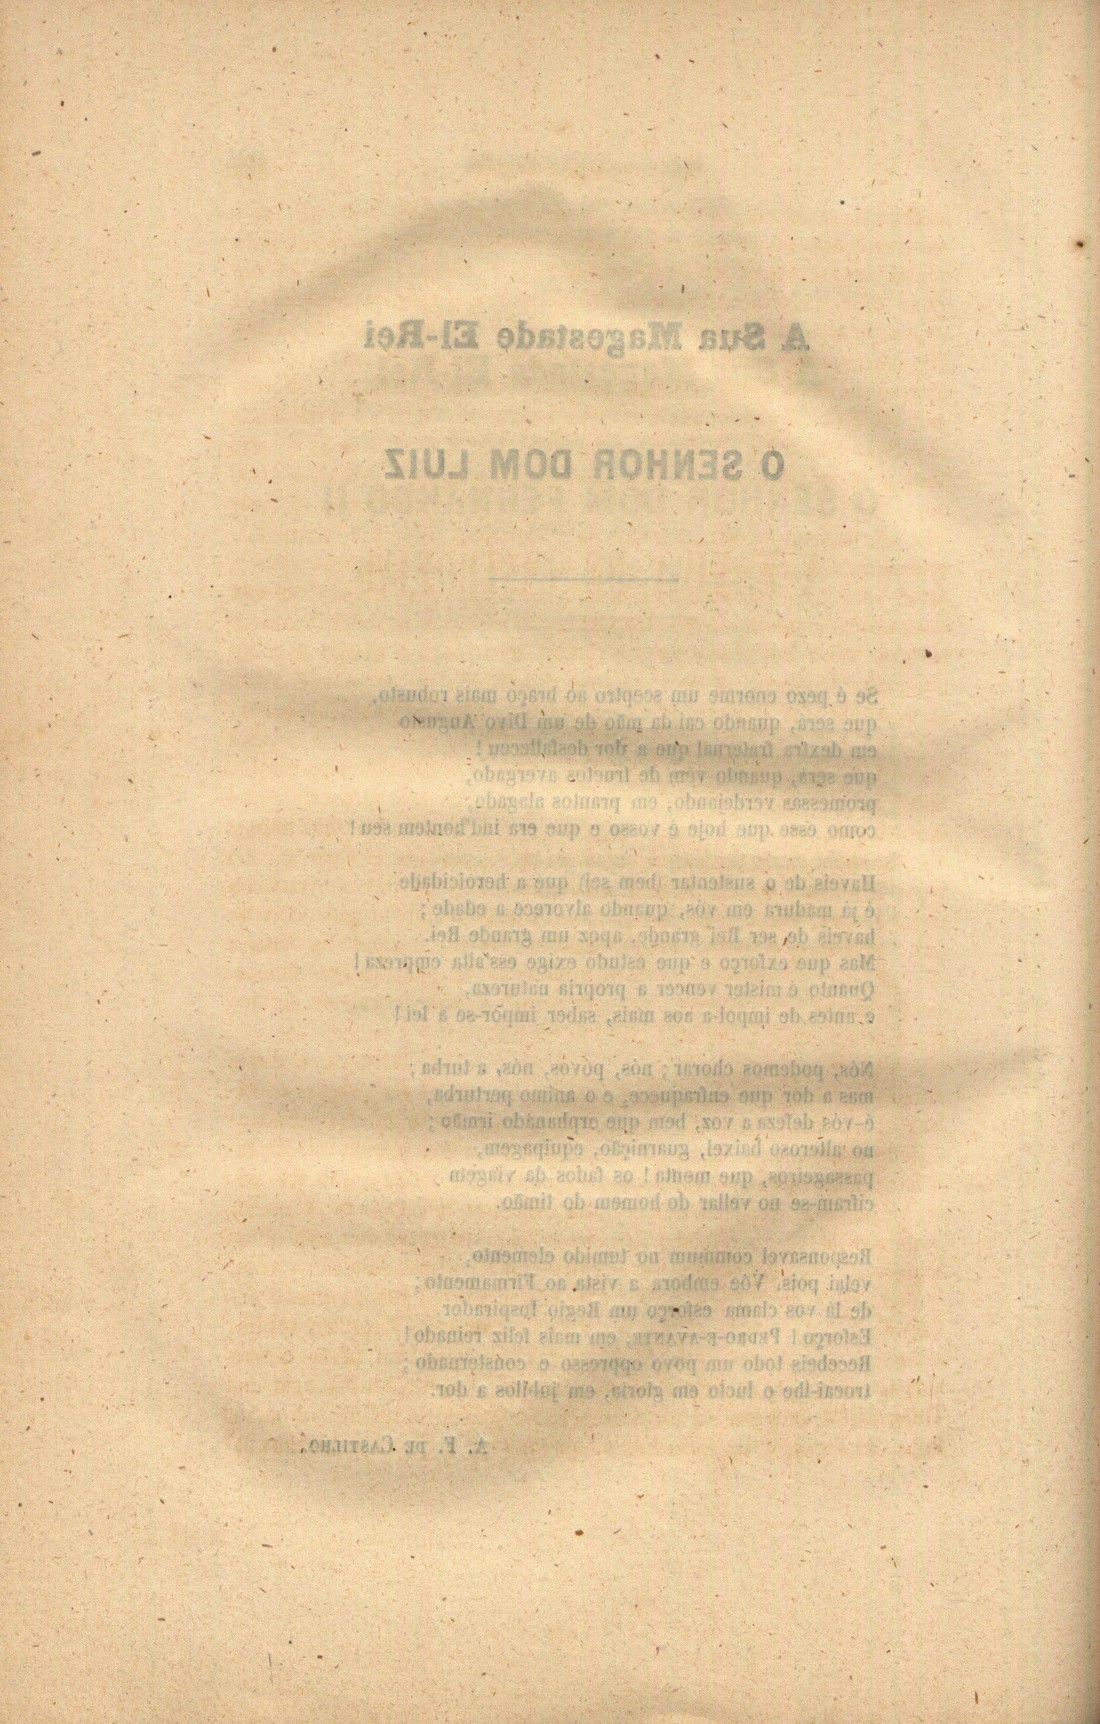 A Sua Magestade El-Rei
O SENHOR DOM LUIZ
Se é pezo enorme um sceptro ao braço mais robusto,
que será, quando cai da mão de um Divo Augusto
em dextra fraternal que a dor desfalleceu!
que será, quando vem de fructos avergado,
promessas verdejando, em prantos alagado,
como esse que hoje é vosso e que era ind'hontem seu!
Haveis de o sustentar (bem sei) que a heroicidade
é já madura em vós, quando alvorece a edade;
haveis de ser Rei grande, apoz um grande Rei.
Mas que exforço e que estudo exige ess'alta empreza!
Quanto é mister vencer a propria natureza,
e antes de impol-a aos mais, saber impôr-se a lei!
Nós, podemos chorar; nós, povos, nós, a turba;
mas a dor que enfraquece, e o animo perturba,
é-vós defeza a voz, bem que orphanado irmão;
no alteroso baixel, guarnição, equipagem,
passageiros, que menta! os fados da viagem
cifram-se no vellar do homem do timão.
Responsavel commum no tumido elemento,
velai pois. Vôe embora a vista ao Firmamento;
de lá vos clama esforço um Regio Inspirador.
Esforço! PEDRO-E-AVANTE, em mais feliz reinado!
Recebeis todo um povo oppresso e consternado;
trocai-lhe o lucto em gloria, em jubilos a dor.
A. F. DE CASTILHO.